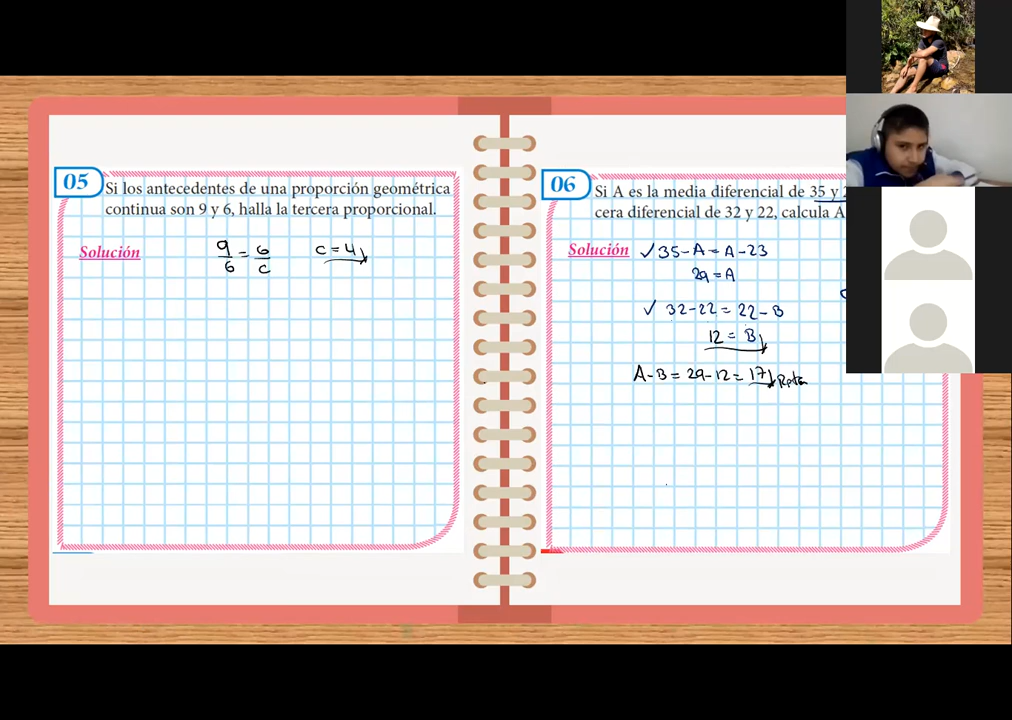 05
Si los antecedentes de una proporción geométrica
continua son 9 y 6, halla la tercera proporcional.
Solución
9/6 = 6/c
c = 4
06
Si A es la media diferencial de 35 y
cera diferencial de 32 y 22, calcula A
Solución
✓ 35 - A = A - 23
29 = A
✓ 32 - 22 = 22 - B
12 = B
A - B = 29 - 12 = 17 Rpta